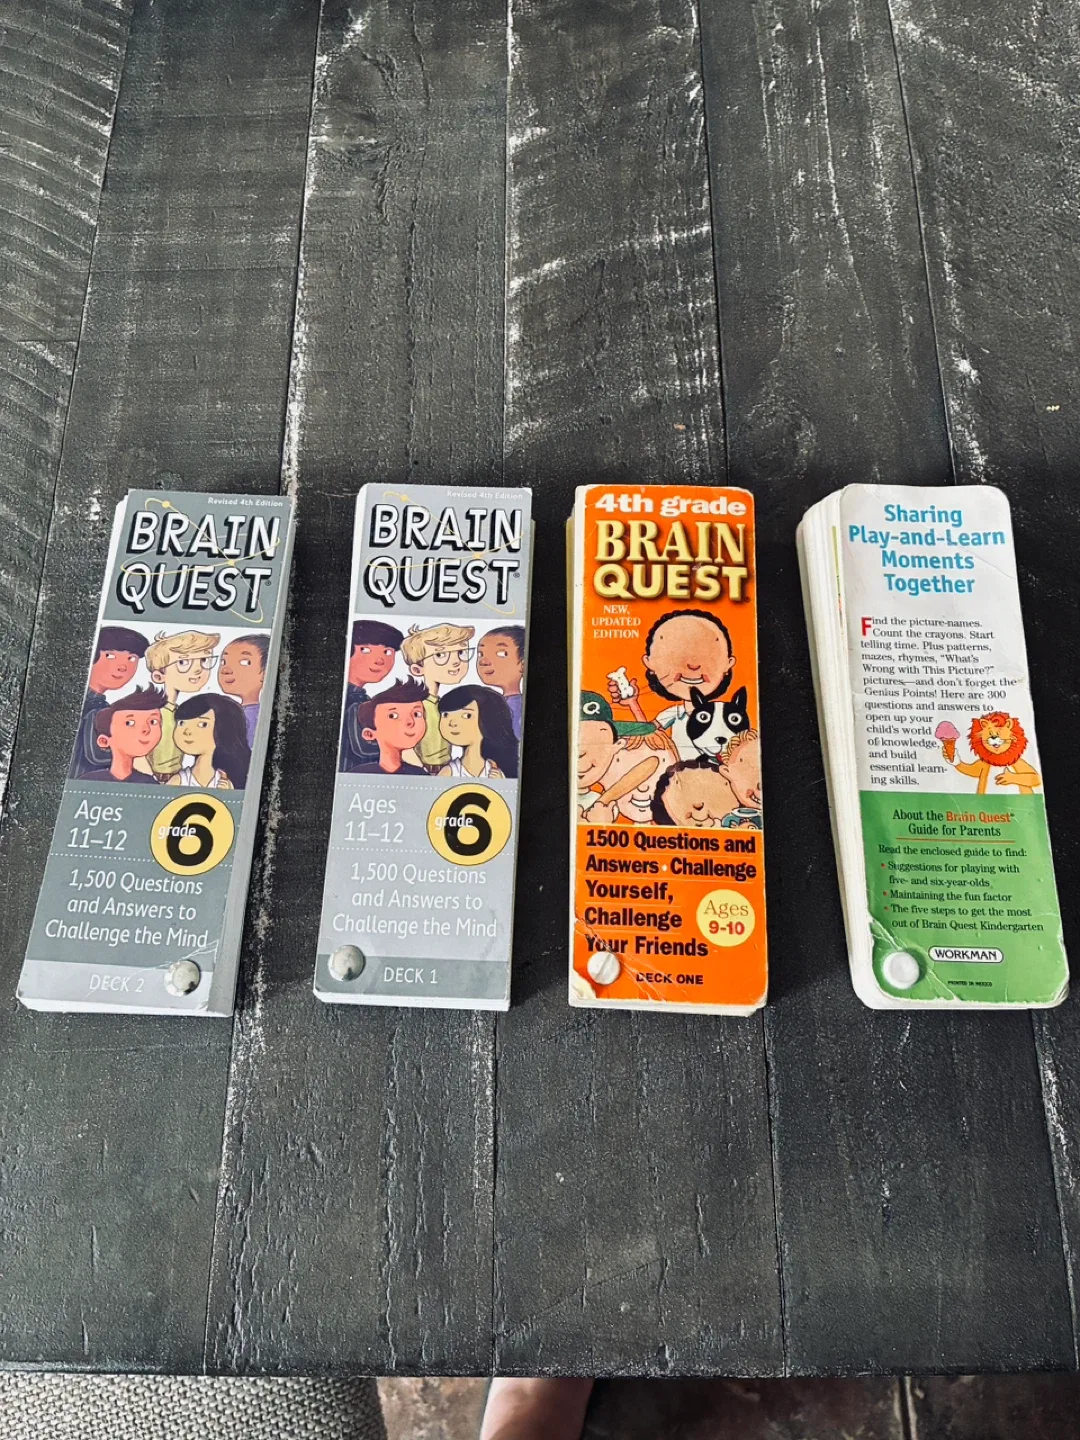 Revised 4th Edition
BRAIN
QUEST®
Ages
11–12
grade 6
1,500 Questions
and Answers to
Challenge the Mind
DECK 2
Revised 4th Edition
BRAIN
QUEST®
Ages
11–12
grade 6
1,500 Questions
and Answers to
Challenge the Mind
DECK 1
4th grade
BRAIN
QUEST®
NEW,
UPDATED
EDITION
Q
1500 Questions and
Answers • Challenge
Yourself,
Challenge
Your Friends
Ages
9-10
DECK ONE
Sharing
Play-and-Learn
Moments
Together
Find the picture-names.
Count the crayons. Start
telling time. Plus patterns,
mazes, rhymes, "What's
Wrong with This Picture?"
pictures—and don't forget the
Genius Points! Here are 300
questions and answers to
open up your
child's world
of knowledge,
and build
essential learn-
ing skills.
About the Brain Quest®
Guide for Parents
Read the enclosed guide to find:
• Suggestions for playing with
five- and six-year-olds
• Maintaining the fun factor
• The five steps to get the most
out of Brain Quest Kindergarten
WORKMAN
PRINTED IN MEXICO